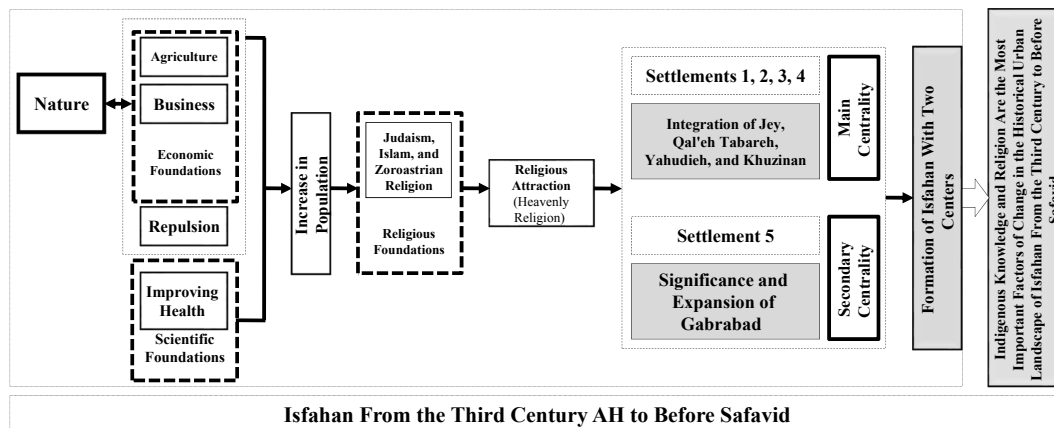 Nature
Agriculture
Business
Economic
Foundations
Repulsion
Improving
Health
Scientific
Foundations
Increase in
Population
Judaism,
Islam, and
Zoroastrian
Religion
Religious
Foundations
Religious
Attraction
(Heavenly
Religion)
Settlements 1, 2, 3, 4
Integration of Jey,
Qal'eh Tabareh,
Yahudieh, and Khuzinan
Main
Centrality
Settlement 5
Significance and
Expansion of
Gabrabad
Secondary
Centrality
Formation of Isfahan With Two
Centers
Indigenous Knowledge and Religion Are the Most
Important Factors of Change in the Historical Urban
Landscape of Isfahan From the Third Century to Before
Safavid
Isfahan From the Third Century AH to Before Safavid